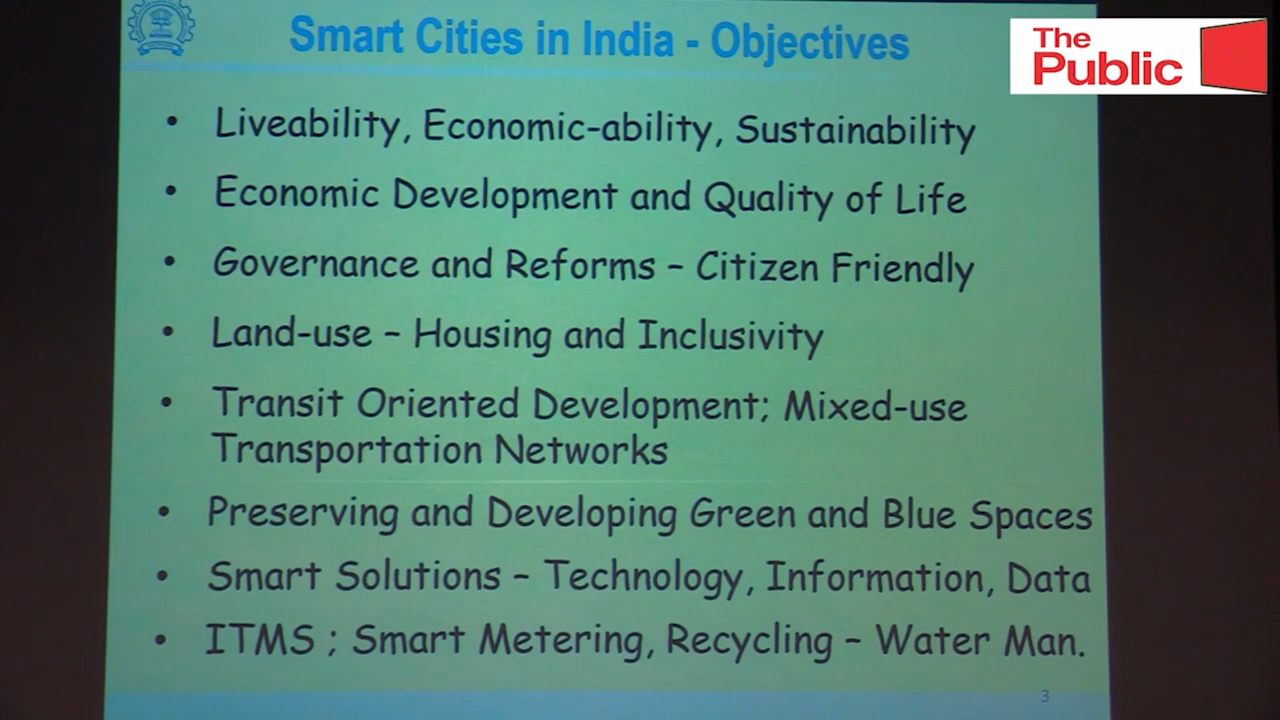 Smart Cities in India - Objectives
The
Public
• Liveability, Economic-ability, Sustainability
• Economic Development and Quality of Life
• Governance and Reforms – Citizen Friendly
• Land-use – Housing and Inclusivity
• Transit Oriented Development; Mixed-use
Transportation Networks
• Preserving and Developing Green and Blue Spaces
• Smart Solutions – Technology, Information, Data
• ITMS ; Smart Metering, Recycling – Water Man.
3